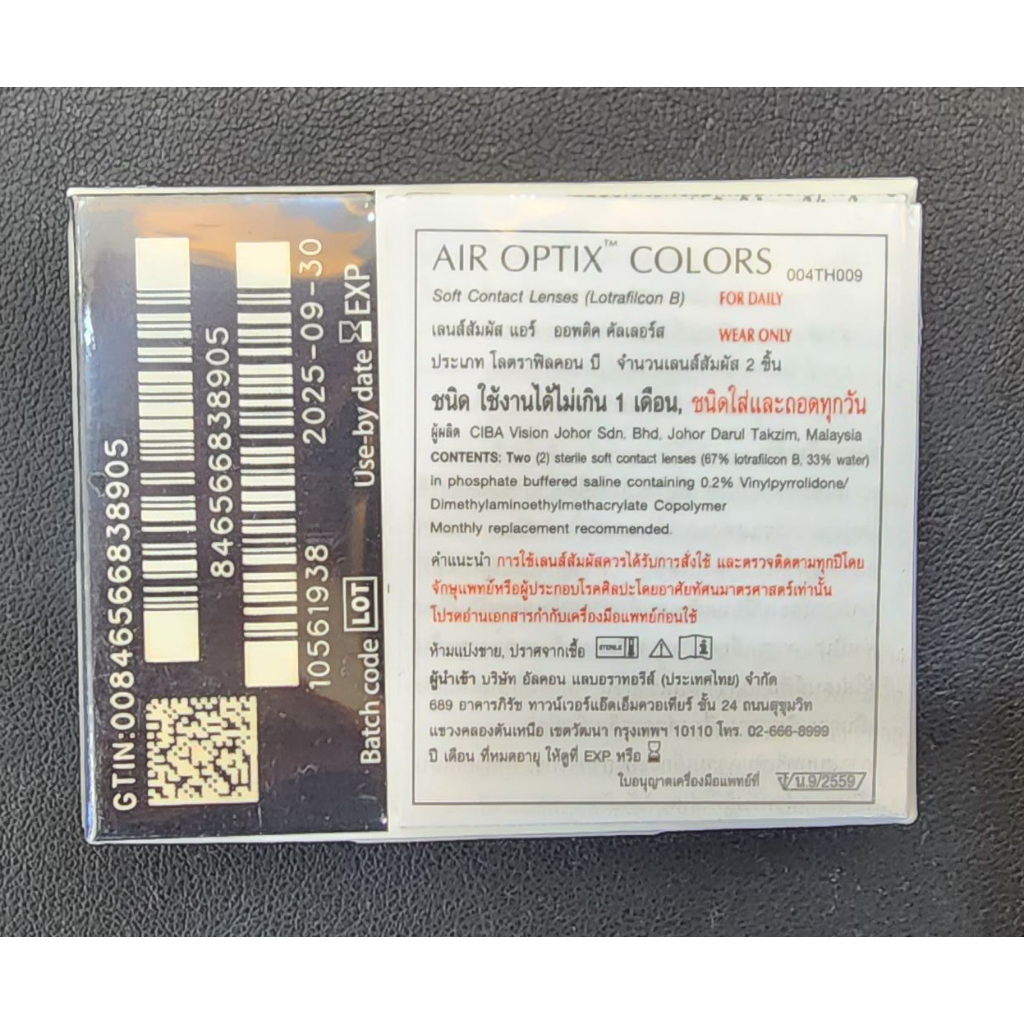 GTIN:00846566838905
846566838905
10561938 2025-09-30
Batch code LOT Use-by date EXP
AIR OPTIX™ COLORS 004TH009
Soft Contact Lenses (Lotrafilcon B) FOR DAILY
เลนส์สัมผัส แอร์ ออพติค คัลเลอร์ส WEAR ONLY
ประเภท โลตราฟิลคอน บี จำนวนเลนส์สัมผัส 2 ชิ้น
ชนิด ใช้งานได้ไม่เกิน 1 เดือน, ชนิดใส่และถอดทุกวัน
ผู้ผลิต CIBA Vision Johor Sdn. Bhd, Johor Darul Takzim, Malaysia
CONTENTS: Two (2) sterile soft contact lenses (67% lotrafilcon B, 33% water)
in phosphate buffered saline containing 0.2% Vinylpyrrolidone/
Dimethylaminoethylmethacrylate Copolymer
Monthly replacement recommended.
คำแนะนำ การใช้เลนส์สัมผัสควรได้รับการสั่งใช้ และตรวจติดตามทุกปีโดย
จักษุแพทย์หรือผู้ประกอบโรคศิลปะโดยอาศัยทัศนมาตรศาสตร์เท่านั้น
โปรดอ่านเอกสารกำกับเครื่องมือแพทย์ก่อนใช้
ห้ามแบ่งขาย, ปราศจากเชื้อ STERILE
ผู้นำเข้า บริษัท อัลคอน แลบอราทอรีส์ (ประเทศไทย) จำกัด
689 อาคารภิรัช ทาวน์เวอร์แอ๊ดเอ็มควอเทียร์ ชั้น 24 ถนนสุขุมวิท
แขวงคลองตันเหนือ เขตวัฒนา กรุงเทพฯ 10110 โทร. 02-666-8999
ปี เดือน ที่หมดอายุ ให้ดูที่ EXP. หรือ
ใบอนุญาตเครื่องมือแพทย์ที่ น.9/2559